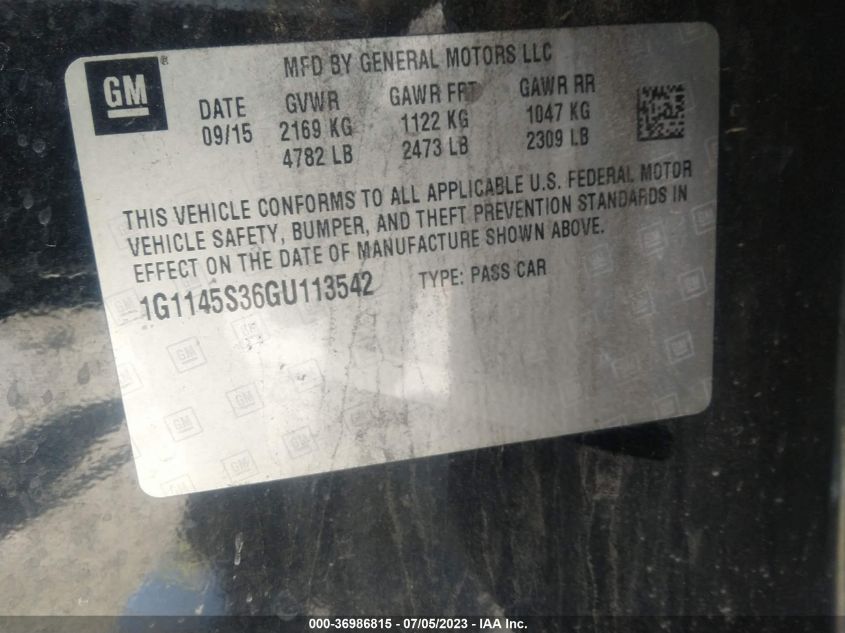 GM ®
MFD BY GENERAL MOTORS LLC
DATE GVWR GAWR FRT GAWR RR
09/15 2169 KG 1122 KG 1047 KG
4782 LB 2473 LB 2309 LB
THIS VEHICLE CONFORMS TO ALL APPLICABLE U.S. FEDERAL MOTOR
VEHICLE SAFETY, BUMPER, AND THEFT PREVENTION STANDARDS IN
EFFECT ON THE DATE OF MANUFACTURE SHOWN ABOVE.
1G1145S36GU113542 TYPE: PASS CAR
000-36986815 - 07/05/2023 - © IAA, Inc.